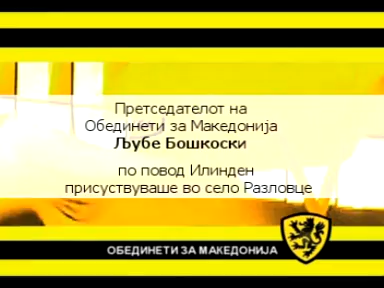 Претседателот на
Обединети за Македонија
Љубе Бошкоски
по повод Илинден
присуствуваше во село Разловце
ОБЕДИНЕТИ ЗА МАКЕДОНИЈА